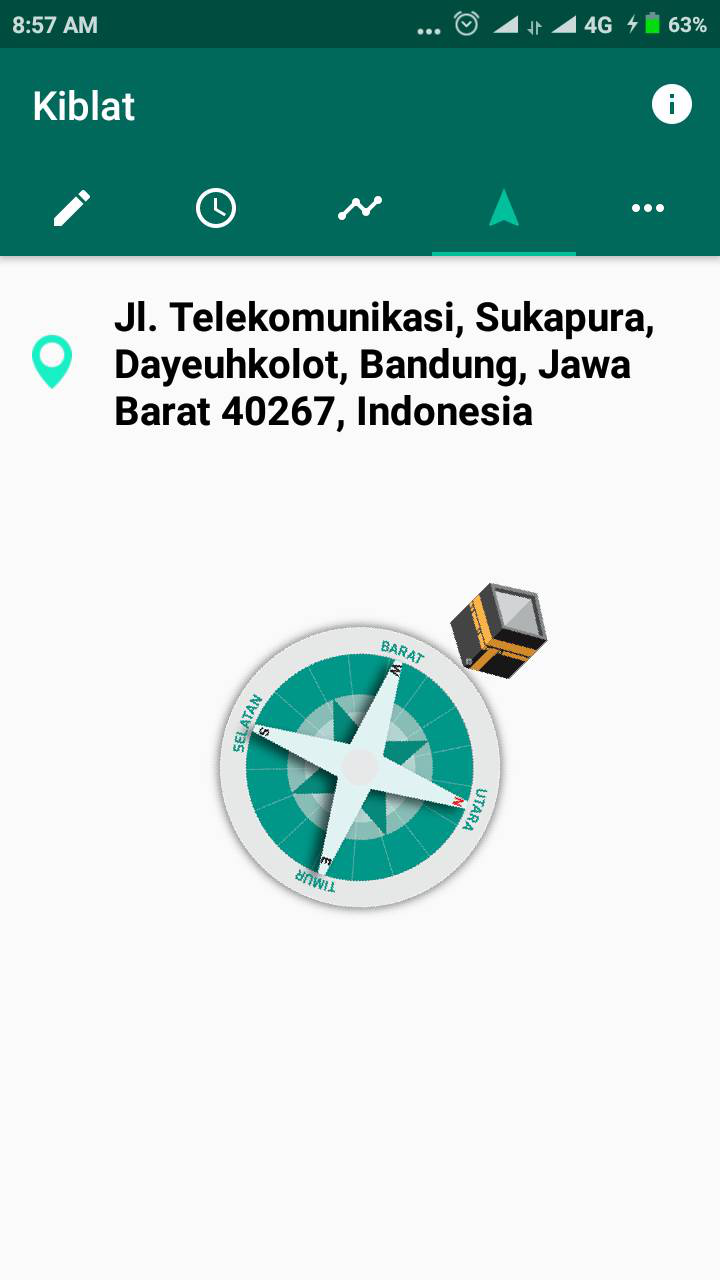 8:57 AM
4G
63%
Kiblat
Jl. Telekomunikasi, Sukapura,
Dayeuhkolot, Bandung, Jawa
Barat 40267, Indonesia
BARAT
W
SELATAN
S
N
UTARA
E
TIMUR